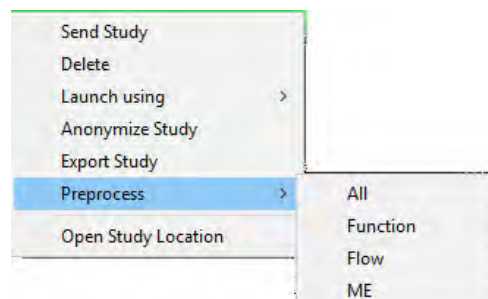 Send Study
Delete
Launch using >
Anonymize Study
Export Study
Preprocess >
Open Study Location
All
Function
Flow
ME